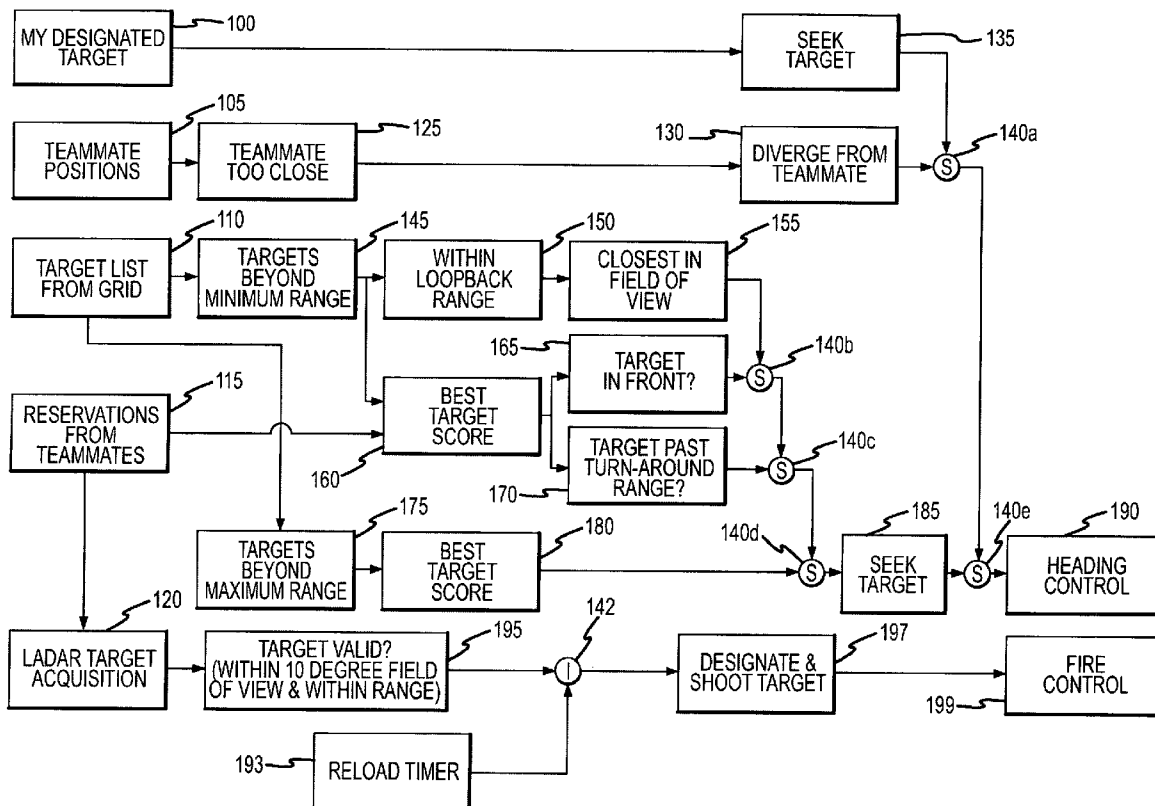 MY DESIGNATED
TARGET
100
SEEK
TARGET
135
TEAMMATE
POSITIONS
105
TEAMMATE
TOO CLOSE
125
130
DIVERGE FROM
TEAMMATE
S
140a
TARGET LIST
FROM GRID
110
TARGETS
BEYOND
MINIMUM RANGE
145
WITHIN
LOOPBACK
RANGE
150
CLOSEST IN
FIELD OF
VIEW
155
165
TARGET
IN FRONT?
S
140b
RESERVATIONS
FROM
TEAMMATES
115
BEST
TARGET
SCORE
160
TARGET PAST
TURN-AROUND
RANGE?
170
S
140c
TARGETS
BEYOND
MAXIMUM RANGE
175
BEST
TARGET
SCORE
180
140d
S
SEEK
TARGET
185
S
140e
HEADING
CONTROL
190
LADAR TARGET
ACQUISITION
120
TARGET VALID?
(WITHIN 10 DEGREE FIELD
OF VIEW & WITHIN RANGE)
195
I
142
DESIGNATE &
SHOOT TARGET
197
FIRE
CONTROL
199
193
RELOAD TIMER